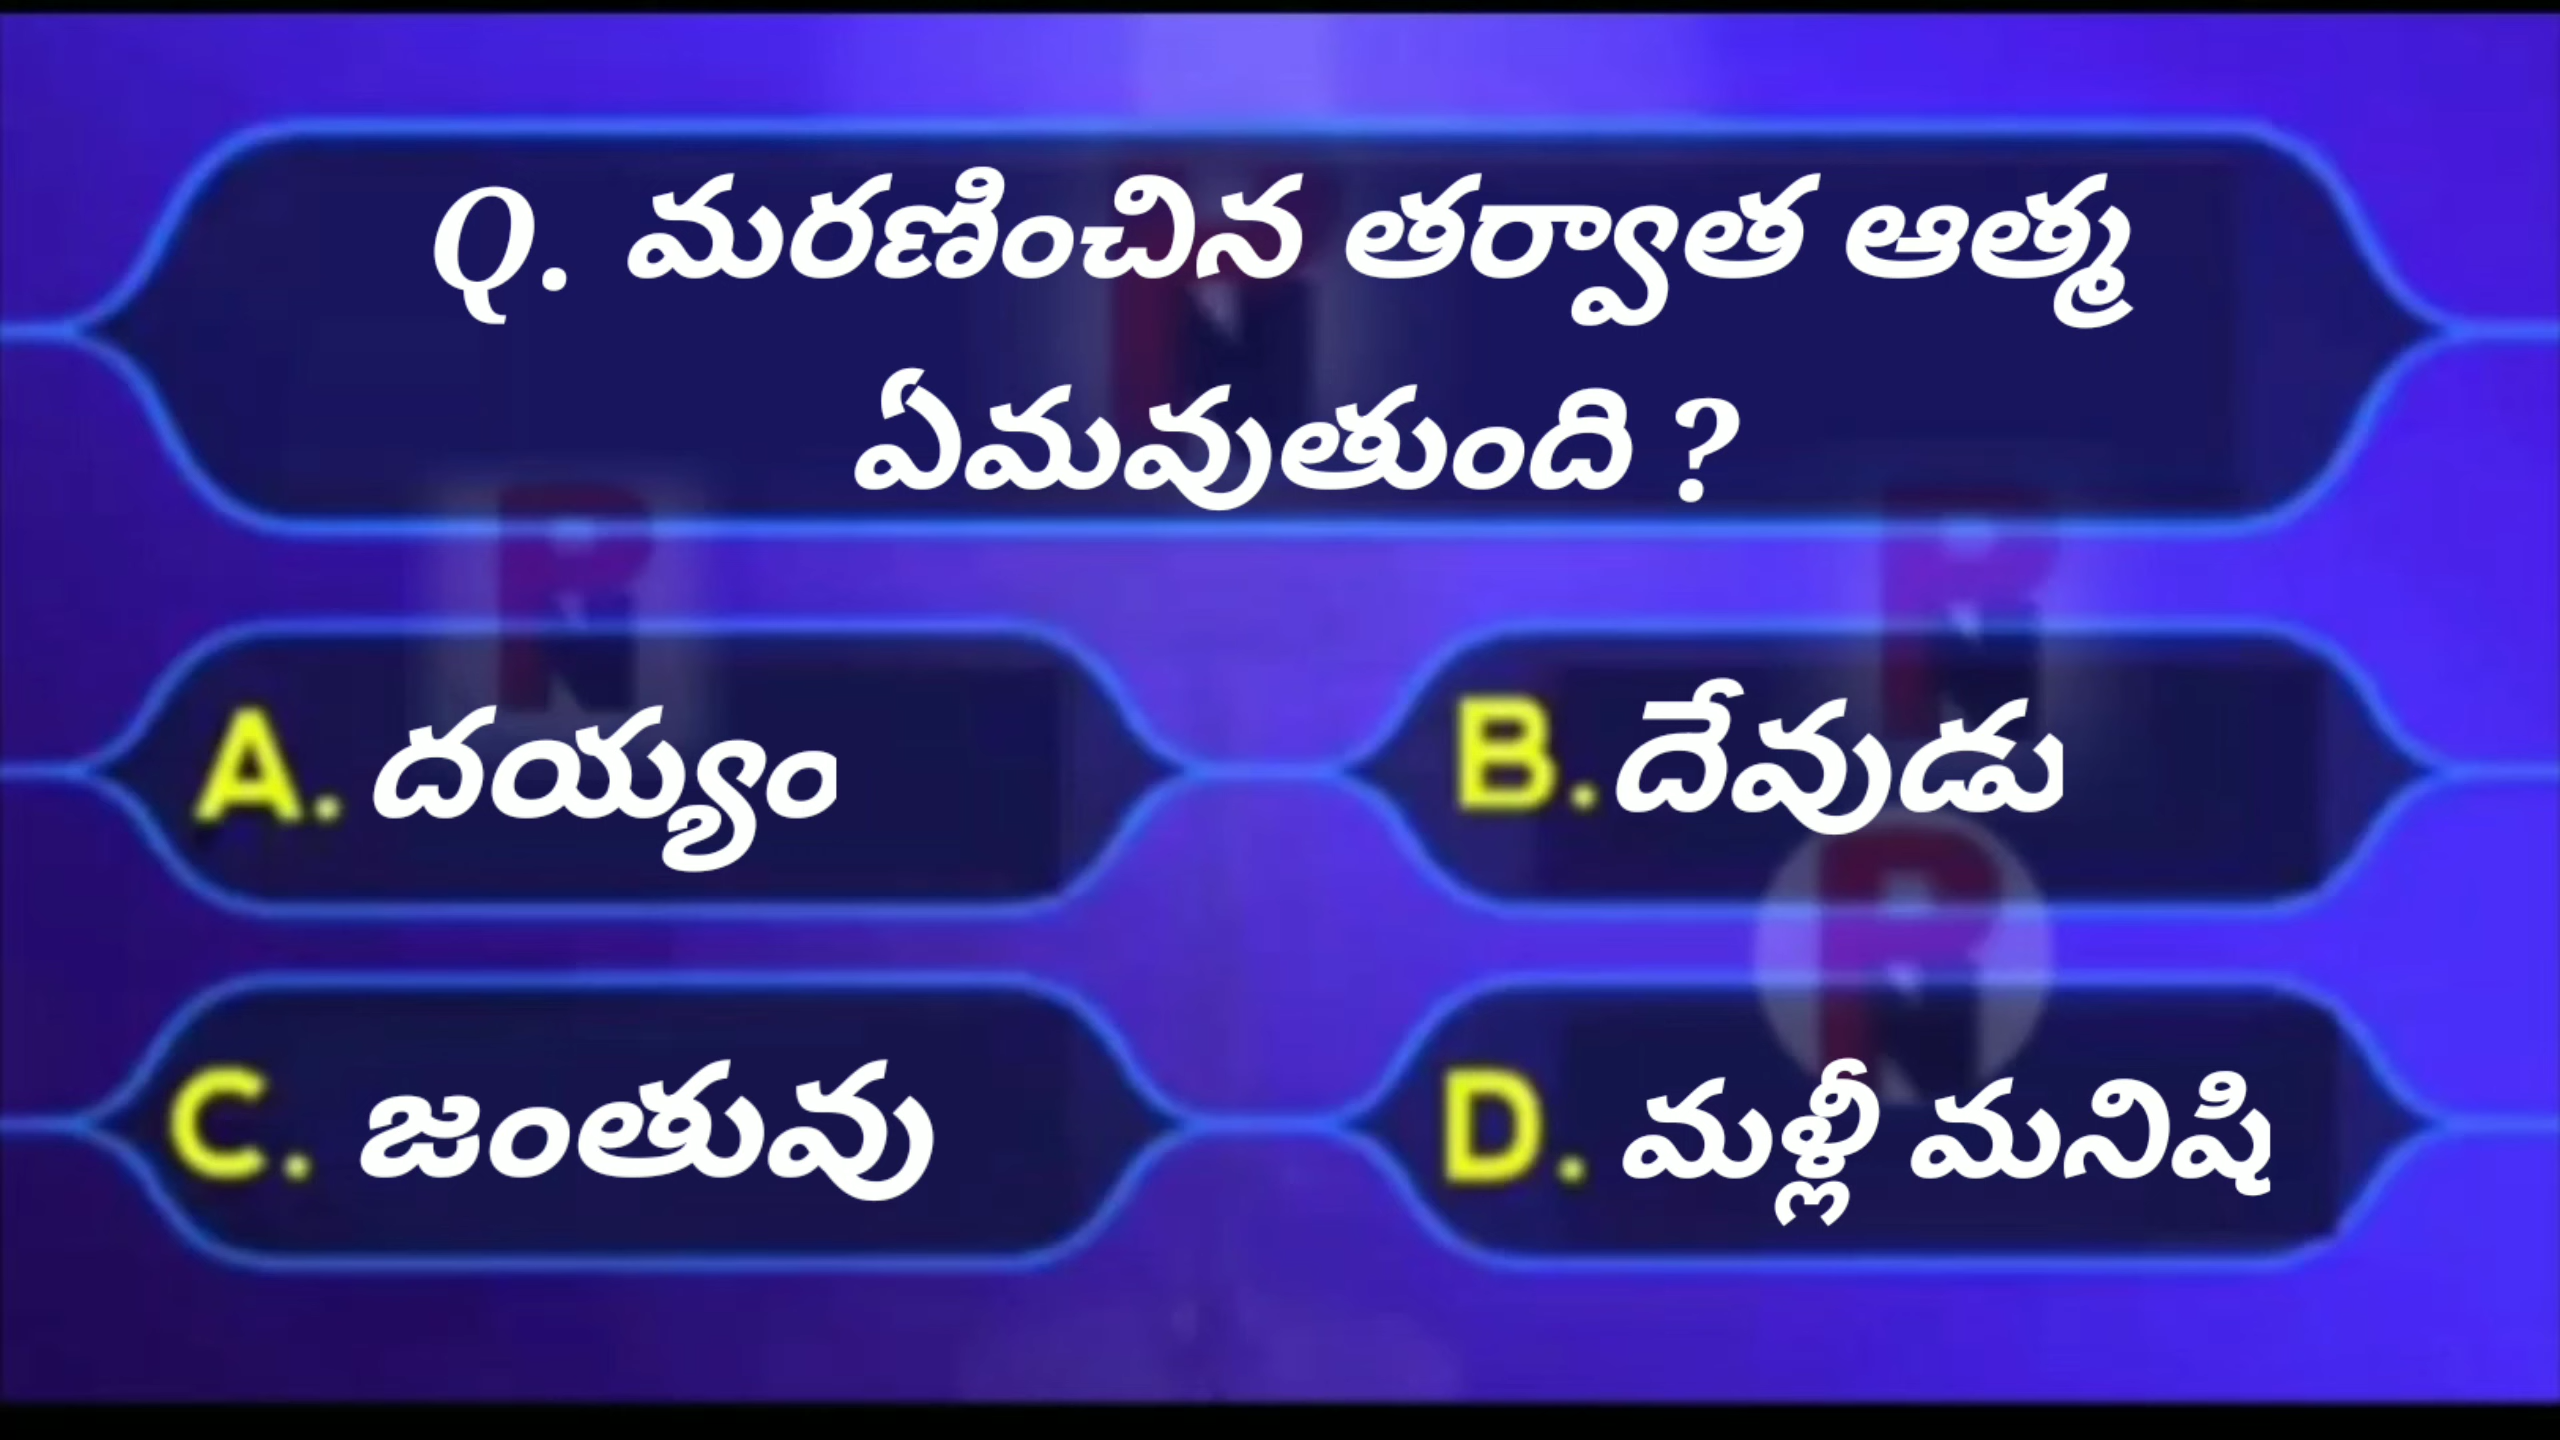 Q. మరణించిన తర్వాత ఆత్మ
ఏమవుతుంది ?
A. దయ్యం
B. దేవుడు
C. జంతువు
D. మళ్లీ మనిషి